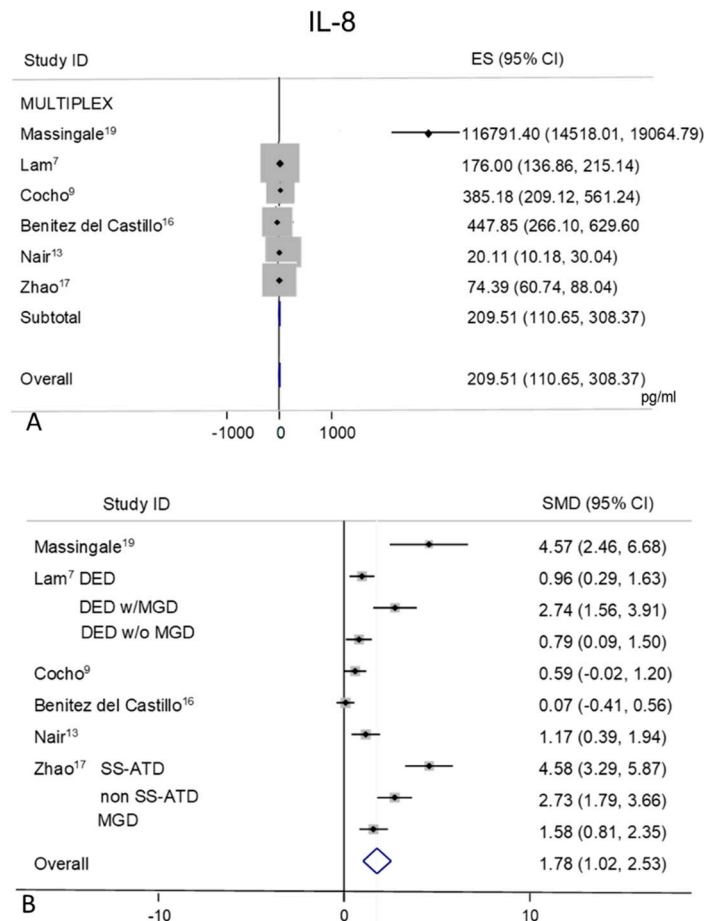 IL-8
Study ID ES (95% CI)
MULTIPLEX
Massingale19 116791.40 (14518.01, 19064.79)
Lam7 176.00 (136.86, 215.14)
Cocho9 385.18 (209.12, 561.24)
Benitez del Castillo16 447.85 (266.10, 629.60
Nair13 20.11 (10.18, 30.04)
Zhao17 74.39 (60.74, 88.04)
Subtotal 209.51 (110.65, 308.37)
Overall 209.51 (110.65, 308.37)
pg/ml
A
-1000 0 1000
Study ID SMD (95% CI)
Massingale19 4.57 (2.46, 6.68)
Lam7 DED 0.96 (0.29, 1.63)
DED w/MGD 2.74 (1.56, 3.91)
DED w/o MGD 0.79 (0.09, 1.50)
Cocho9 0.59 (-0.02, 1.20)
Benitez del Castillo16 0.07 (-0.41, 0.56)
Nair13 1.17 (0.39, 1.94)
Zhao17 SS-ATD 4.58 (3.29, 5.87)
non SS-ATD 2.73 (1.79, 3.66)
MGD 1.58 (0.81, 2.35)
Overall 1.78 (1.02, 2.53)
B
-10 0 10